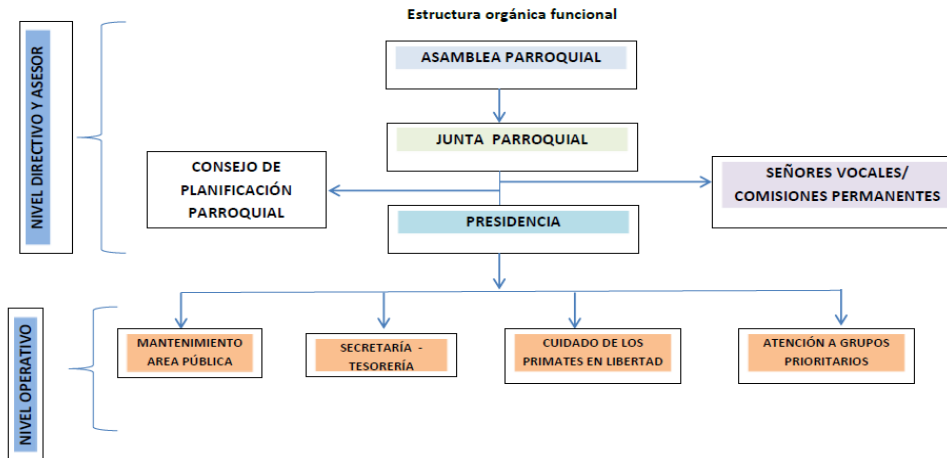 Estructura orgánica funcional
NIVEL DIRECTIVO Y ASESOR
ASAMBLEA PARROQUIAL
JUNTA PARROQUIAL
CONSEJO DE
PLANIFICACIÓN
PARROQUIAL
SEÑORES VOCALES/
COMISIONES PERMANENTES
PRESIDENCIA
NIVEL OPERATIVO
MANTENIMIENTO
AREA PÚBLICA
SECRETARÍA -
TESORERÍA
CUIDADO DE LOS
PRIMATES EN LIBERTAD
ATENCIÓN A GRUPOS
PRIORITARIOS